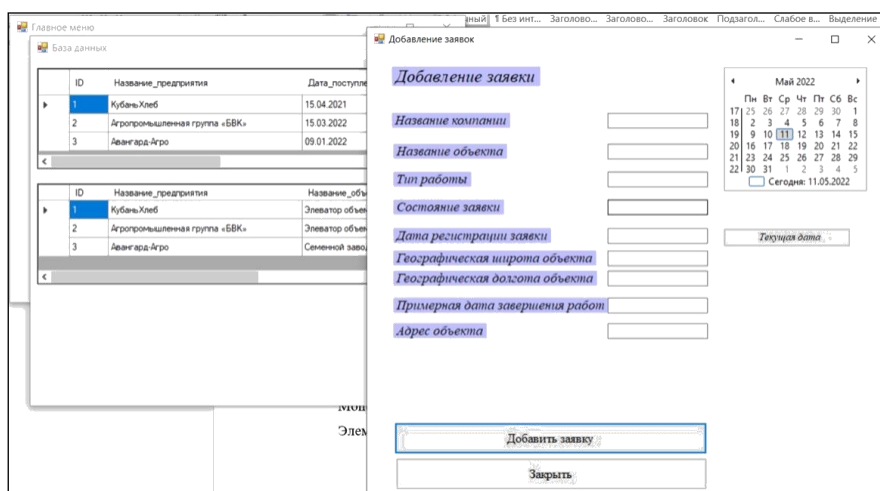 1 Без инт... Заголово... Заголово... Заголовок Подзагол... Слабое в... Выделение
Главное меню
База данных
ID Название_предприятия
1 КубаньХлеб 15.04.2021
2 Агропромышленная группа «БВК» 15.03.2022
3 Авангард-Агро 09.01.2022
ID Название_предприятия
1 КубаньХлеб Элеватор
2 Агропромышленная группа «БВК» Элеватор
3 Авангард-Агро Семенной
Добавление заявок
Добавление заявки
Название компании
Название объекта
Тип работы
Состояние заявки
Дата регистрации заявки
Географическая широта объекта
Географическая долгота объекта
Примерная дата завершения работ
Адрес объекта
Май 2022
Пн Вт Ср Чт Пт Сб Вс
17 25 26 27 28 29 30 1
18 2 3 4 5 6 7 8
19 9 10 11 12 13 14 15
20 16 17 18 19 20 21 22
21 23 24 25 26 27 28 29
22 30 31 1 2 3 4 5
Сегодня: 11.05.2022
Текущая дата
Добавить заявку
Закрыть